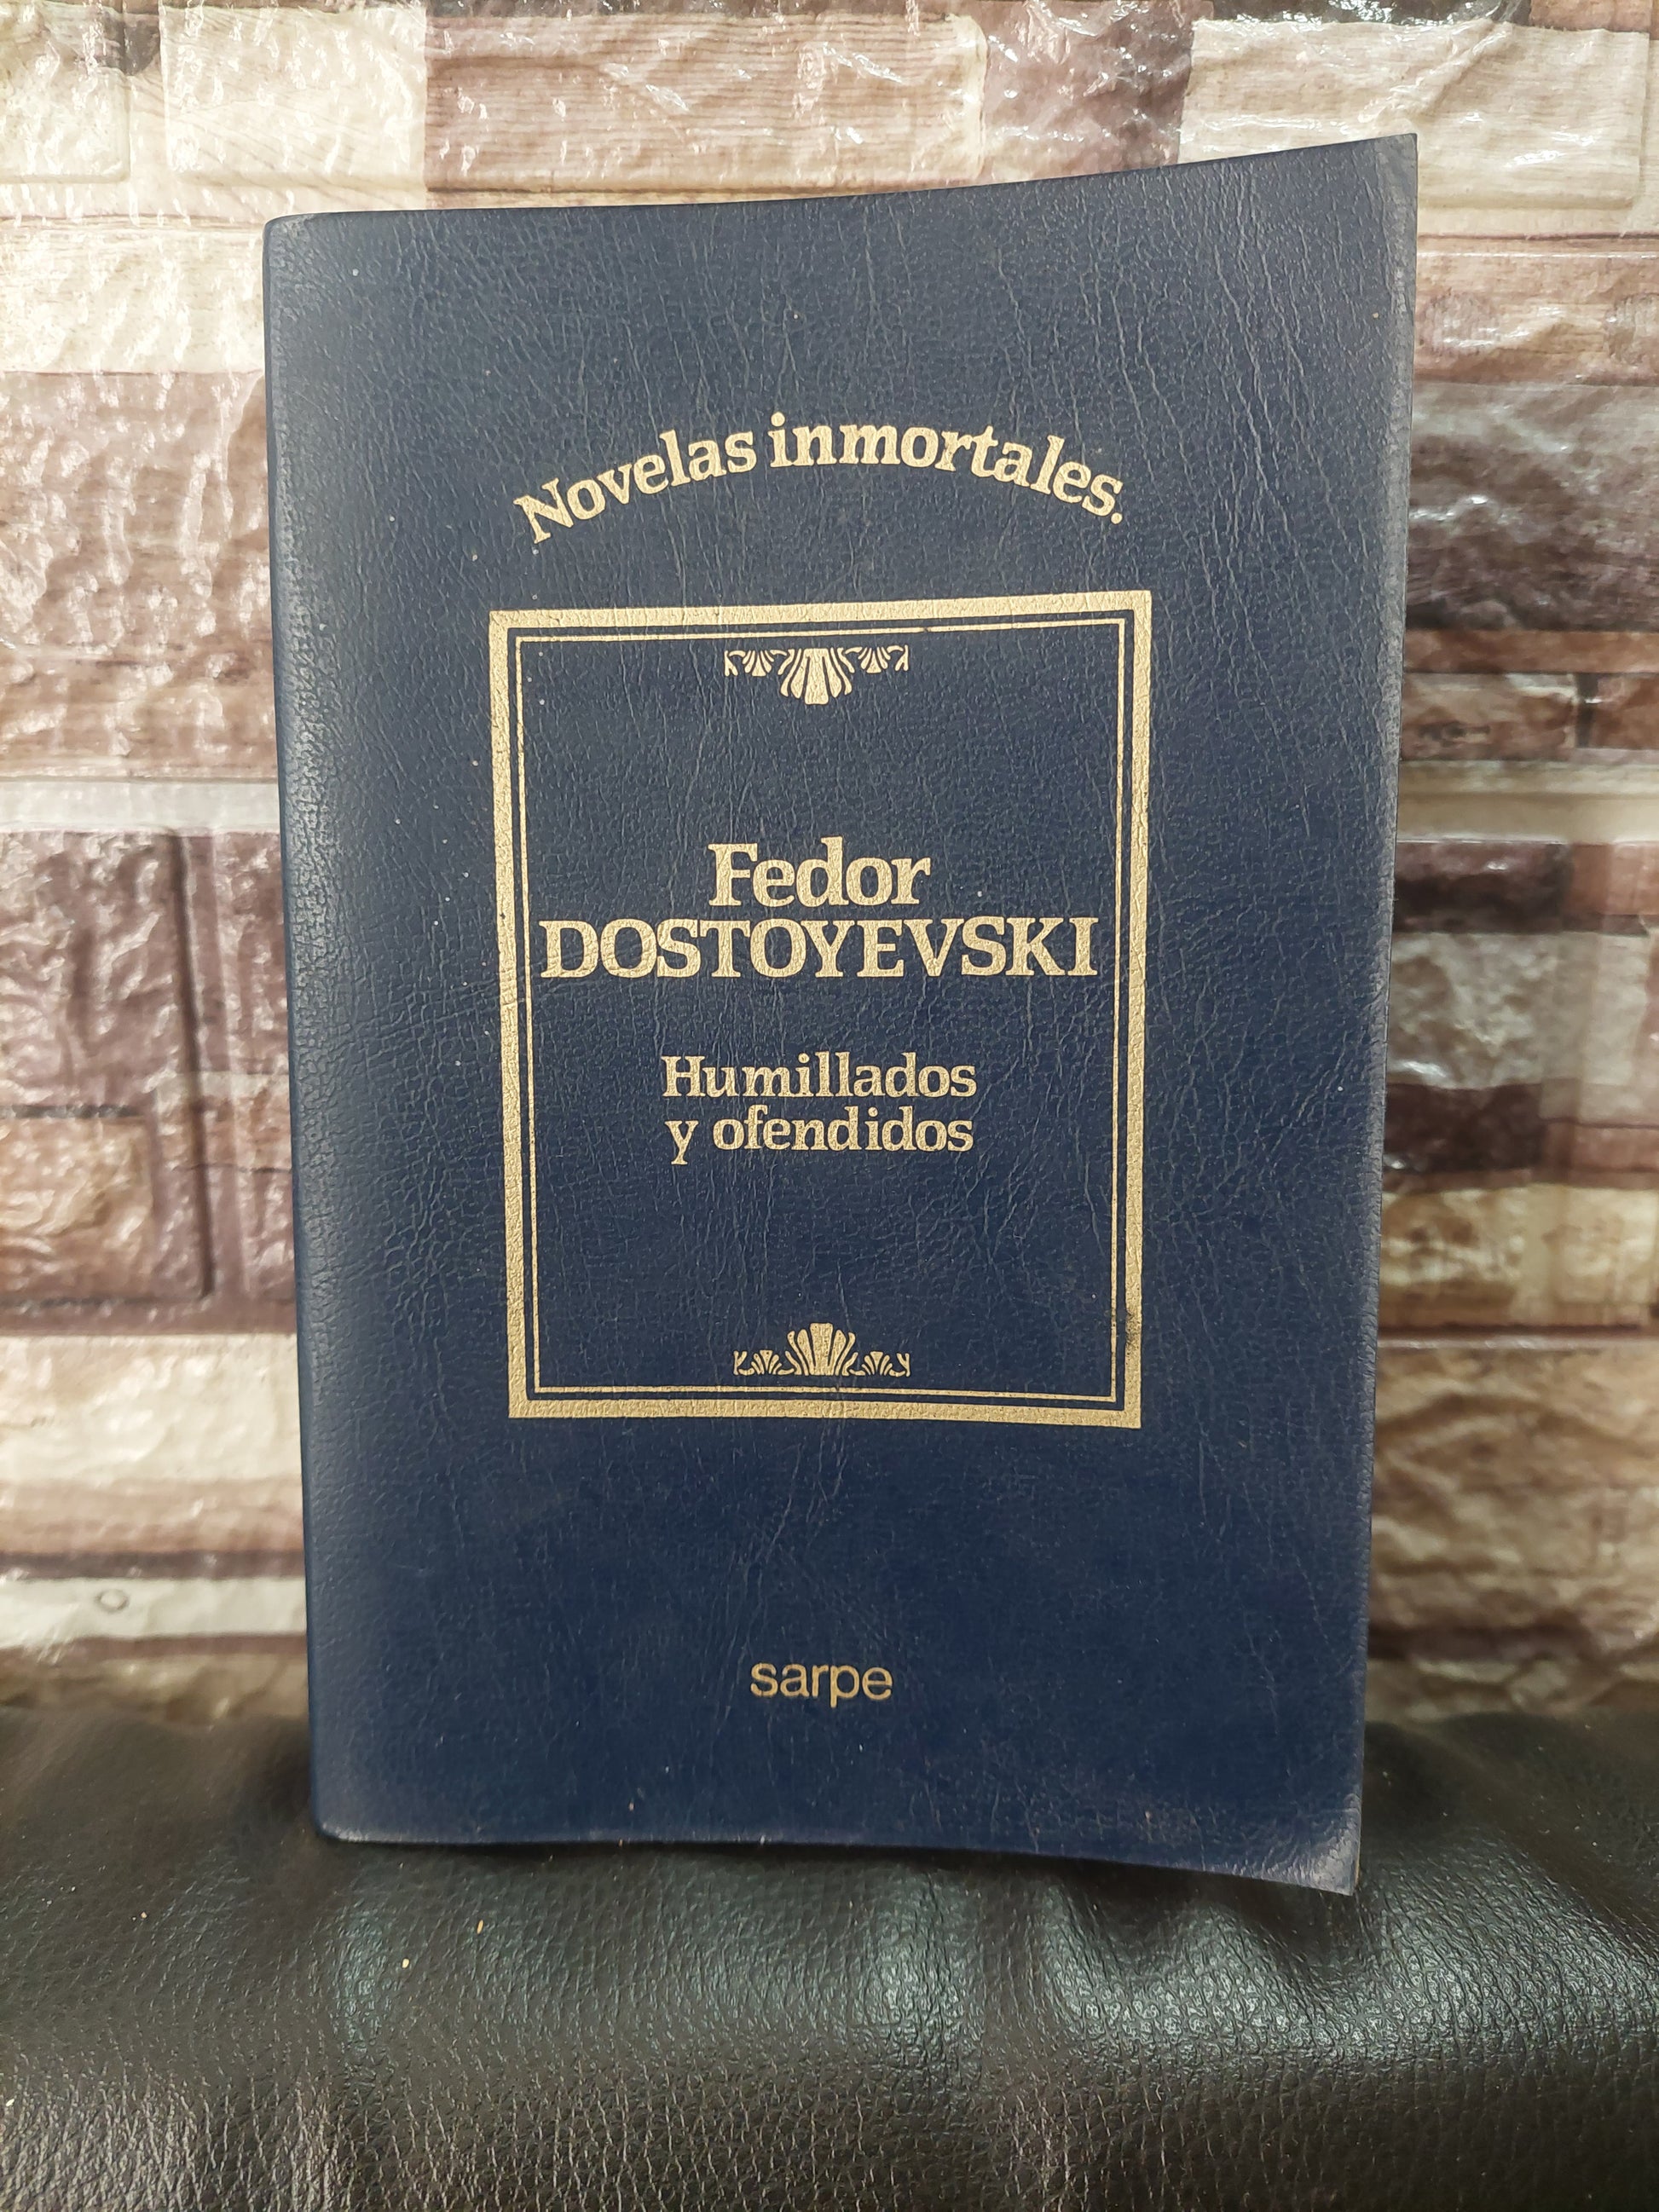 Novelas inmortales.
Fedor
DOSTOYEVSKI
Humillados
y ofendidos
sarpe